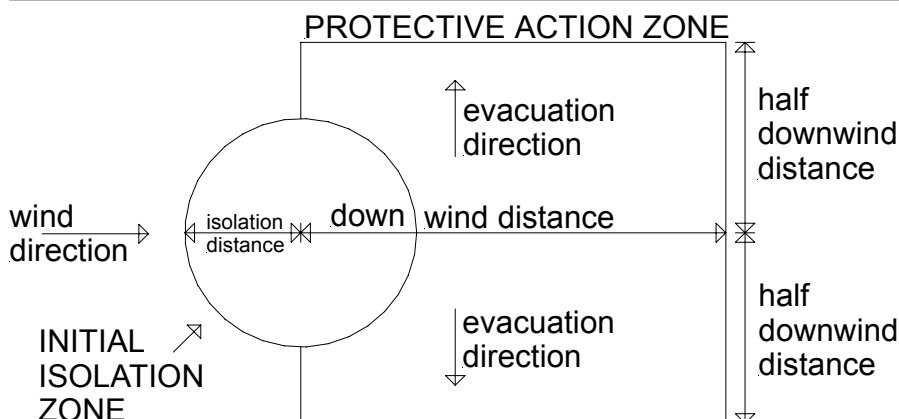 PROTECTIVE ACTION ZONE
evacuation
direction
half
downwind
distance
wind
direction
isolation
distance
down wind distance
evacuation
direction
half
downwind
distance
INITIAL
ISOLATION
ZONE